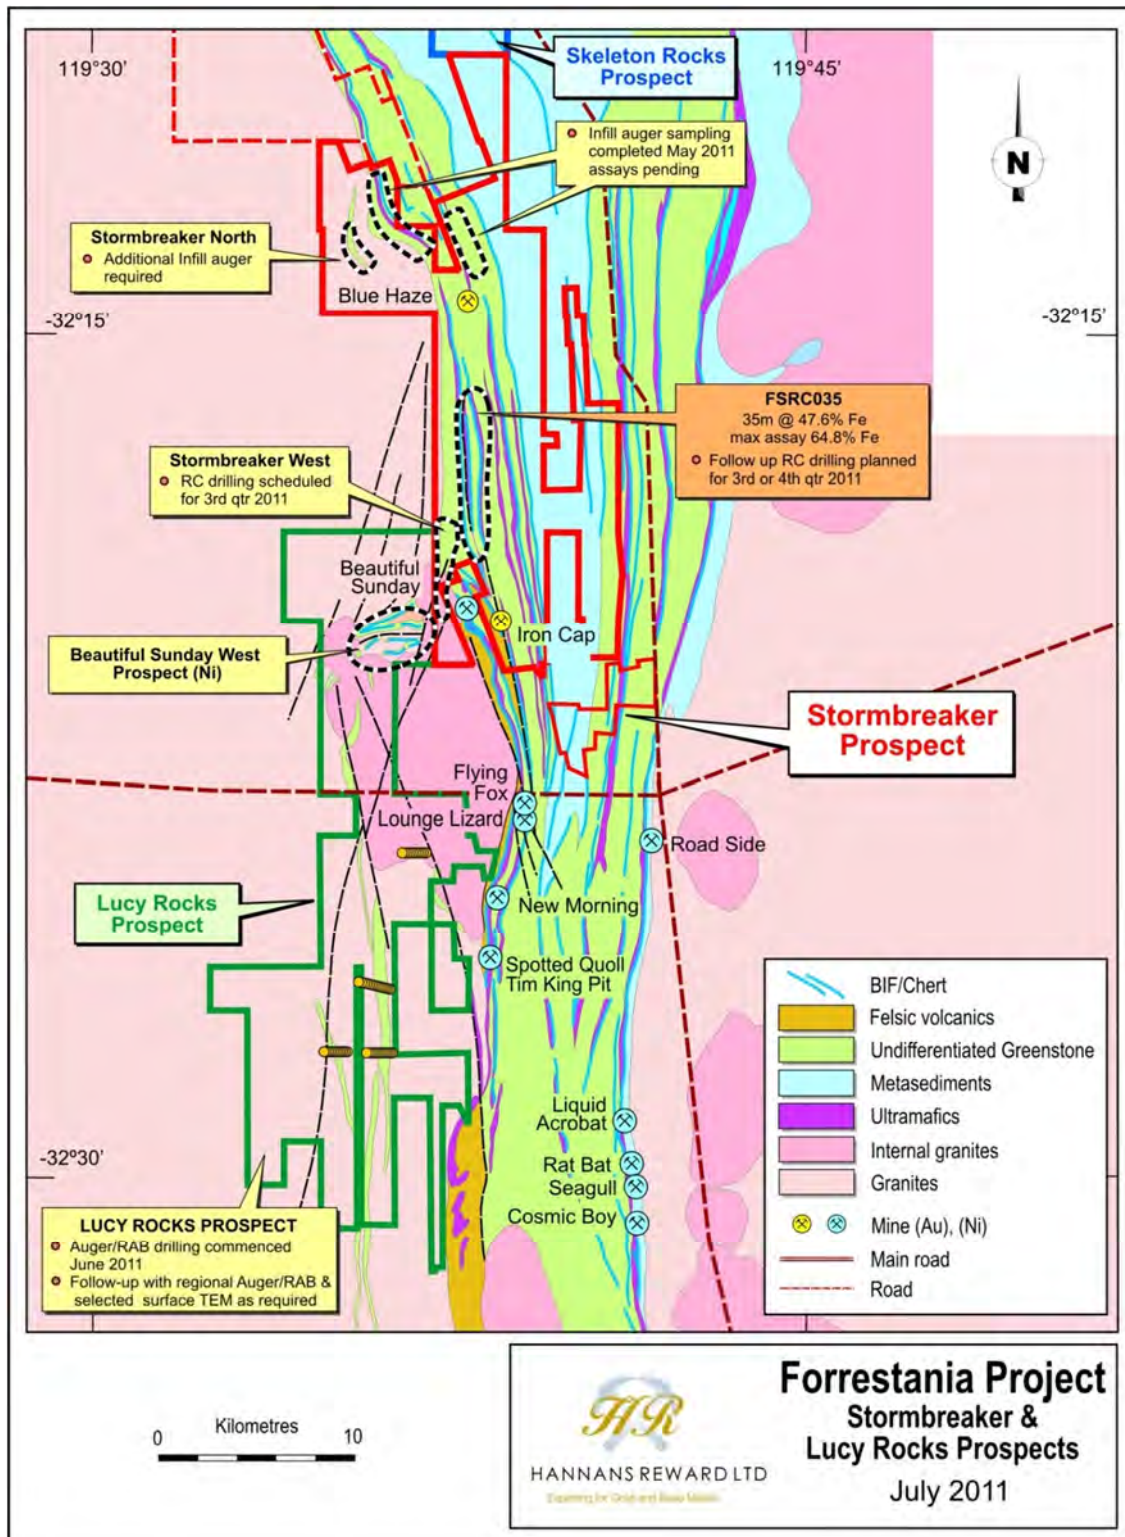 119°30'
119°45'
Skeleton Rocks
Prospect
Infill auger sampling
completed May 2011
assays pending
N
Stormbreaker North
Additional Infill auger
required
Blue Haze
-32°15'
-32°15'
FSRC035
35m @ 47.6% Fe
max assay 64.8% Fe
Follow up RC drilling planned
for 3rd or 4th qtr 2011
Stormbreaker West
RC drilling scheduled
for 3rd qtr 2011
Beautiful
Sunday
Iron Cap
Beautiful Sunday West
Prospect (Ni)
Stormbreaker
Prospect
Flying
Fox
Lounge Lizard
Road Side
Lucy Rocks
Prospect
New Morning
Spotted Quoll
Tim King Pit
BIF/Chert
Felsic volcanics
Undifferentiated Greenstone
Metasediments
Ultramafics
Internal granites
Granites
Mine (Au), (Ni)
Main road
Road
Liquid
Acrobat
Rat Bat
Seagull
Cosmic Boy
-32°30'
LUCY ROCKS PROSPECT
Auger/RAB drilling commenced
June 2011
Follow-up with regional Auger/RAB &
selected surface TEM as required
Kilometres
0 10
HR
HANNANS REWARD LTD
Exploring for Gold and Base Metals
Forrestania Project
Stormbreaker &
Lucy Rocks Prospects
July 2011